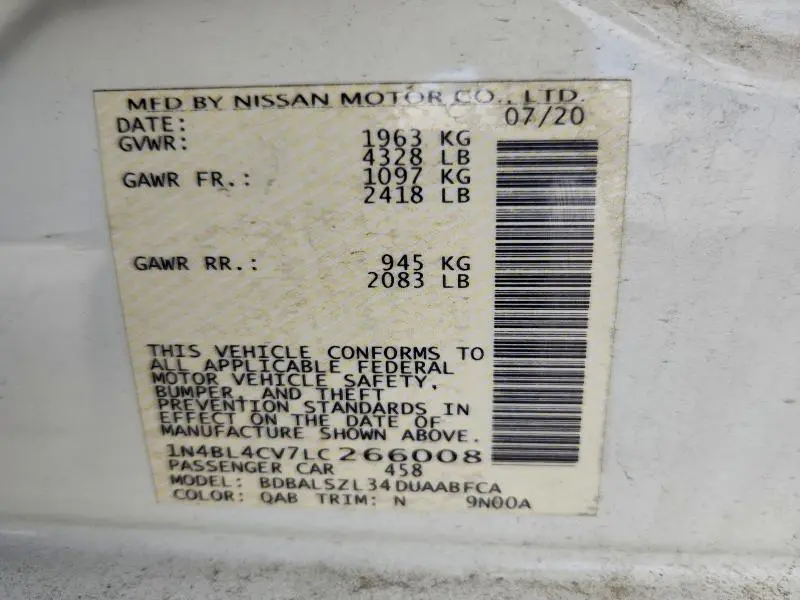 MFD BY NISSAN MOTOR CO., LTD.
DATE: 07/20
GVWR: 1963 KG
4328 LB
GAWR FR.: 1097 KG
2418 LB
GAWR RR.: 945 KG
2083 LB
THIS VEHICLE CONFORMS TO
ALL APPLICABLE FEDERAL
MOTOR VEHICLE SAFETY,
BUMPER, AND THEFT
PREVENTION STANDARDS IN
EFFECT ON THE DATE OF
MANUFACTURE SHOWN ABOVE.
1N4BL4CV7LC266008
PASSENGER CAR 458
MODEL: BDBALSZL34DUAABFCA
COLOR: QAB TRIM: N 9N00A